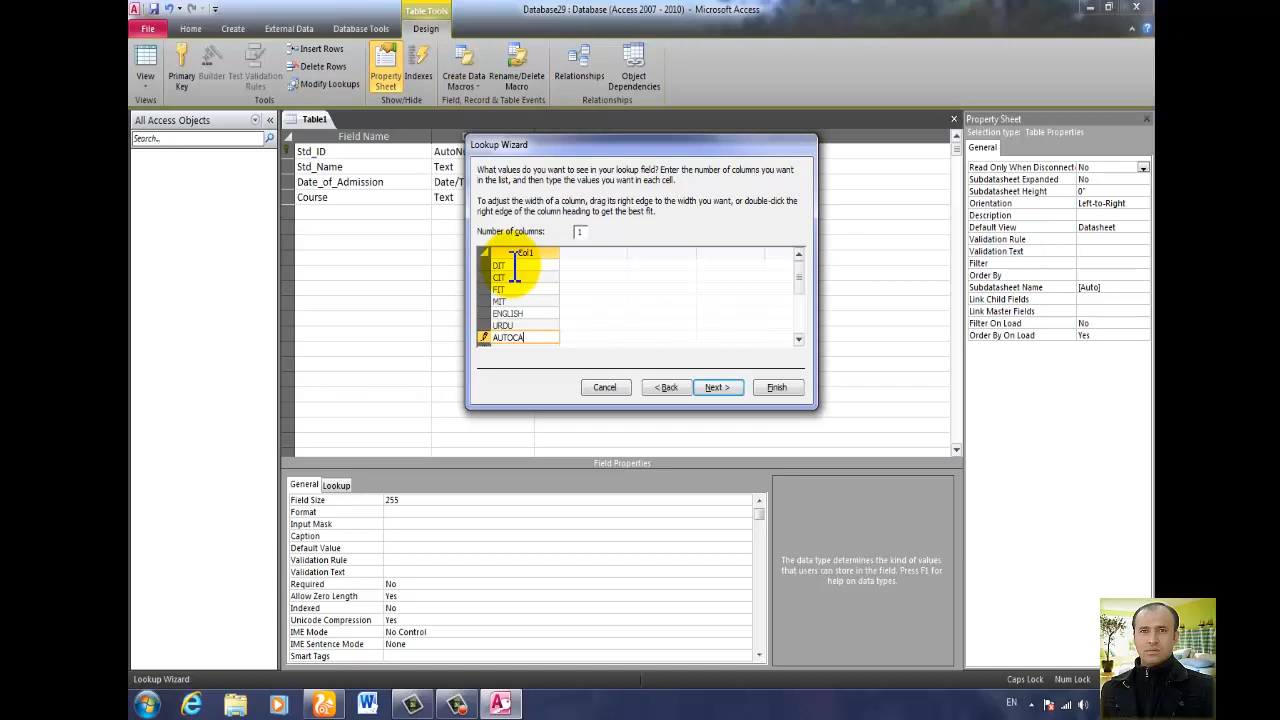 Table Tools
Database29 : Database (Access 2007 - 2010) - Microsoft Access
File Home Create External Data Database Tools Design
View
Primary Key
Builder
Test Validation Rules
Insert Rows
Delete Rows
Modify Lookups
Property Sheet
Indexes
Create Data Macros
Rename/Delete Macro
Relationships
Object Dependencies
Views Tools Show/Hide Field, Record & Table Events Relationships
All Access Objects
Search...
Table1
Field Name
Std_ID AutoNu
Std_Name Text
Date_of_Admission Date/T
Course Text
Lookup Wizard
What values do you want to see in your lookup field? Enter the number of columns you want
in the list, and then type the values you want in each cell.
To adjust the width of a column, drag its right edge to the width you want, or double-click the
right edge of the column heading to get the best fit.
Number of columns: 1
Col1
DIT
CIT
FIT
MIT
ENGLISH
URDU
AUTOCA
Cancel < Back Next > Finish
Property Sheet
Selection type: Table Properties
General
Read Only When Disconnect No
Subdatasheet Expanded No
Subdatasheet Height 0"
Orientation Left-to-Right
Description
Default View Datasheet
Validation Rule
Validation Text
Filter
Order By
Subdatasheet Name [Auto]
Link Child Fields
Link Master Fields
Filter On Load No
Order By On Load Yes
Field Properties
General Lookup
Field Size 255
Format
Input Mask
Caption
Default Value
Validation Rule
Validation Text
Required No
Allow Zero Length Yes
Indexed No
Unicode Compression Yes
IME Mode No Control
IME Sentence Mode None
Smart Tags
The data type determines the kind of values
that users can store in the field. Press F1 for
help on data types.
Lookup Wizard Caps Lock Num Lock
EN